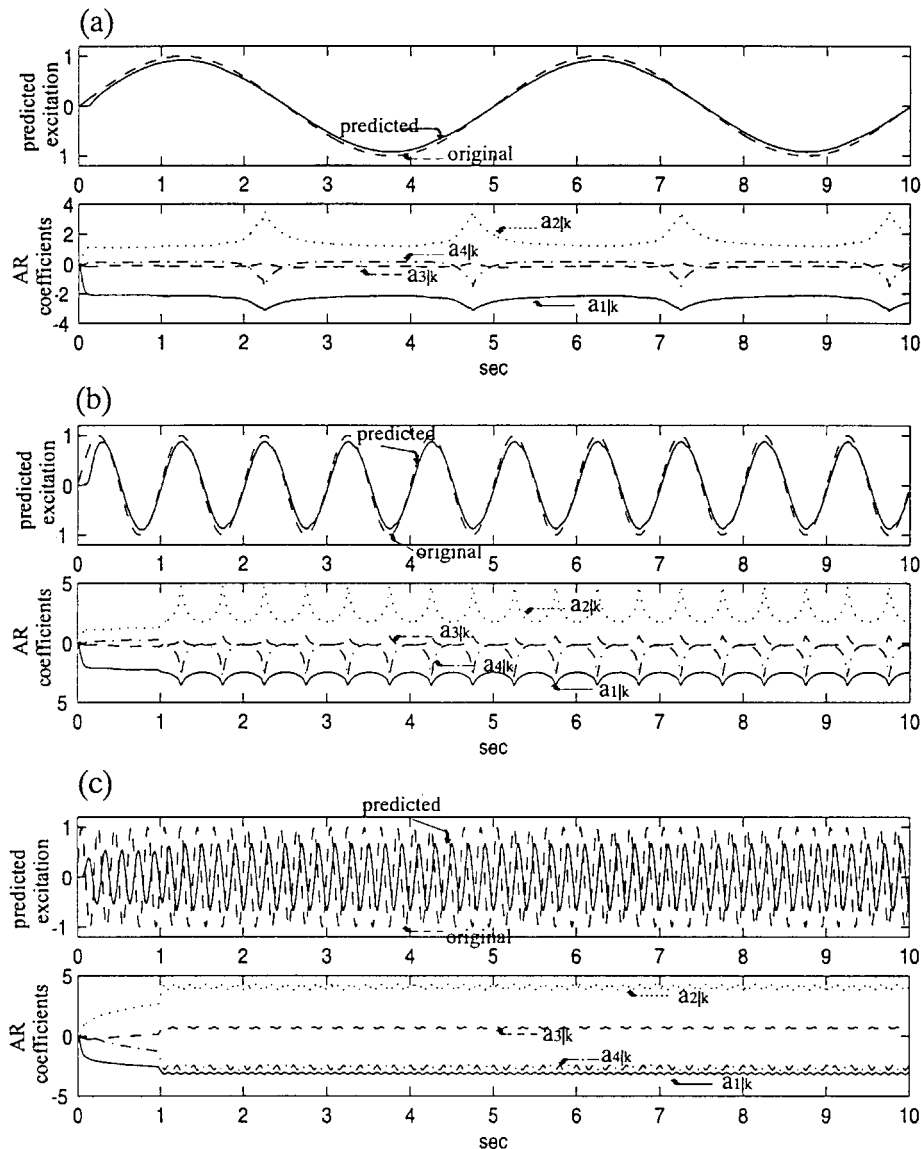 (a)
predicted
excitation
1
0
1
predicted
original
0 1 2 3 4 5 6 7 8 9 10
AR
coefficients
4
2
0
-2
-4
a2|k
a4|k
a3|k
a1|k
0 1 2 3 4 5 6 7 8 9 10
sec
(b)
predicted
excitation
1
0
1
predicted
original
0 1 2 3 4 5 6 7 8 9 10
AR
coefficients
5
0
5
a2|k
a3|k
a4|k
a1|k
0 1 2 3 4 5 6 7 8 9 10
sec
(c)
predicted
predicted
excitation
1
0
-1
original
0 1 2 3 4 5 6 7 8 9 10
AR
coefficients
5
0
-5
a2|k
a3|k
a4|k
a1|k
0 1 2 3 4 5 6 7 8 9 10
sec